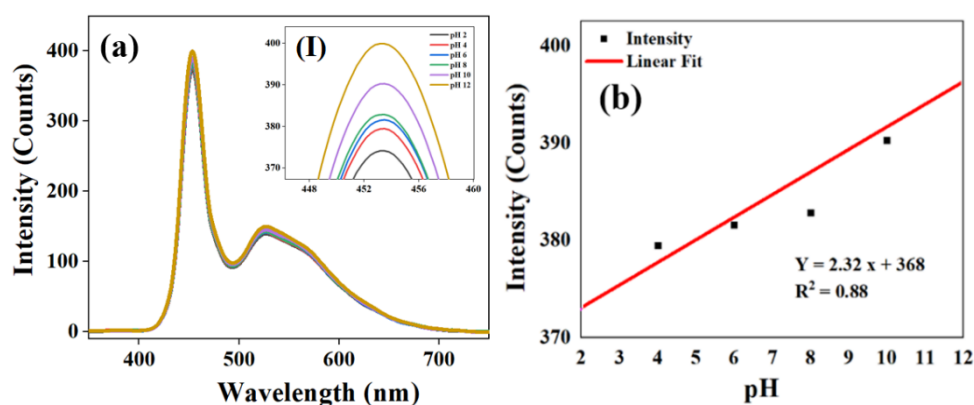 (a)
(I)
pH 2
pH 4
pH 6
pH 8
pH 10
pH 12
400
390
380
370
448
452
456
460
400
300
200
100
0
Intensity (Counts)
400
500
600
700
Wavelength (nm)
Intensity
Linear Fit
(b)
400
390
380
370
Intensity (Counts)
Y = 2.32 x + 368
R² = 0.88
2
3
4
5
6
7
8
9
10
11
12
pH